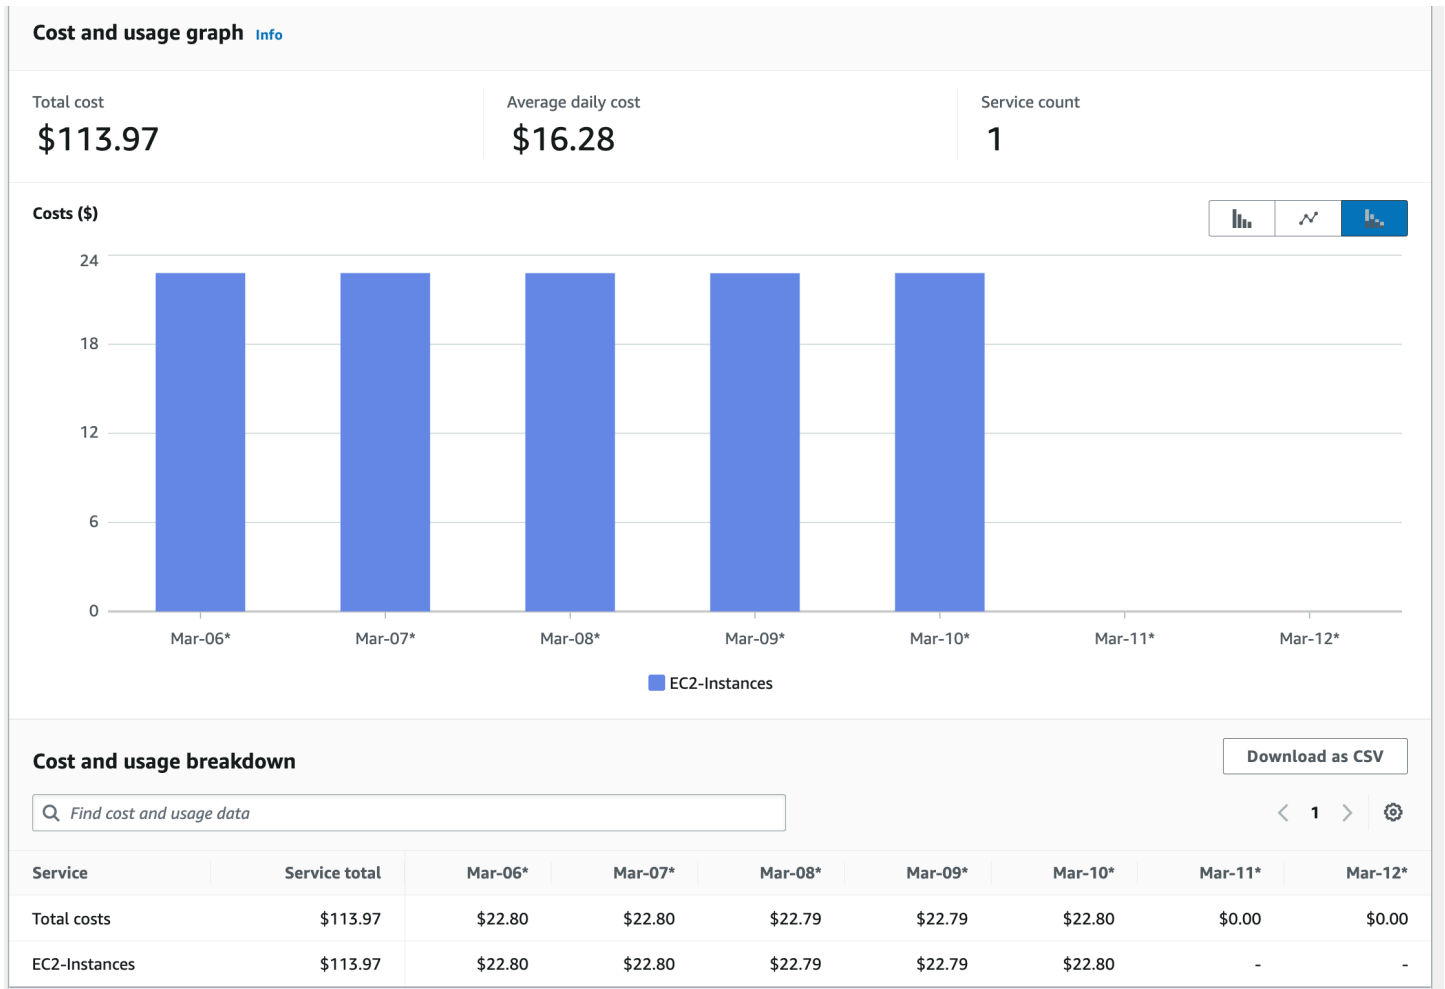 Cost and usage graph Info
Total cost Average daily cost Service count
$113.97 $16.28 1
Costs ($)
24
18
12
6
0
Mar-06* Mar-07* Mar-08* Mar-09* Mar-10* Mar-11* Mar-12*
EC2-Instances
Cost and usage breakdown Download as CSV
Find cost and usage data 1
Service Service total Mar-06* Mar-07* Mar-08* Mar-09* Mar-10* Mar-11* Mar-12*
Total costs $113.97 $22.80 $22.80 $22.79 $22.79 $22.80 $0.00 $0.00
EC2-Instances $113.97 $22.80 $22.80 $22.79 $22.79 $22.80 - -